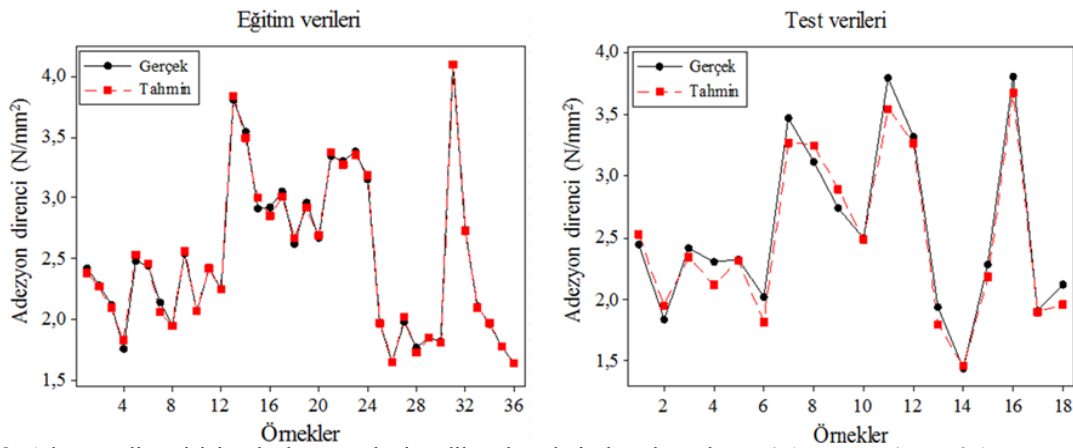 Eğitim verileri
Gerçek
Tahmin
Adezyon direnci (N/mm²)
4,0
3,5
3,0
2,5
2,0
1,5
4 8 12 16 20 24 28 32 36
Örnekler
Test verileri
Gerçek
Tahmin
Adezyon direnci (N/mm²)
4,0
3,5
3,0
2,5
2,0
1,5
2 4 6 8 10 12 14 16 18
Örnekler